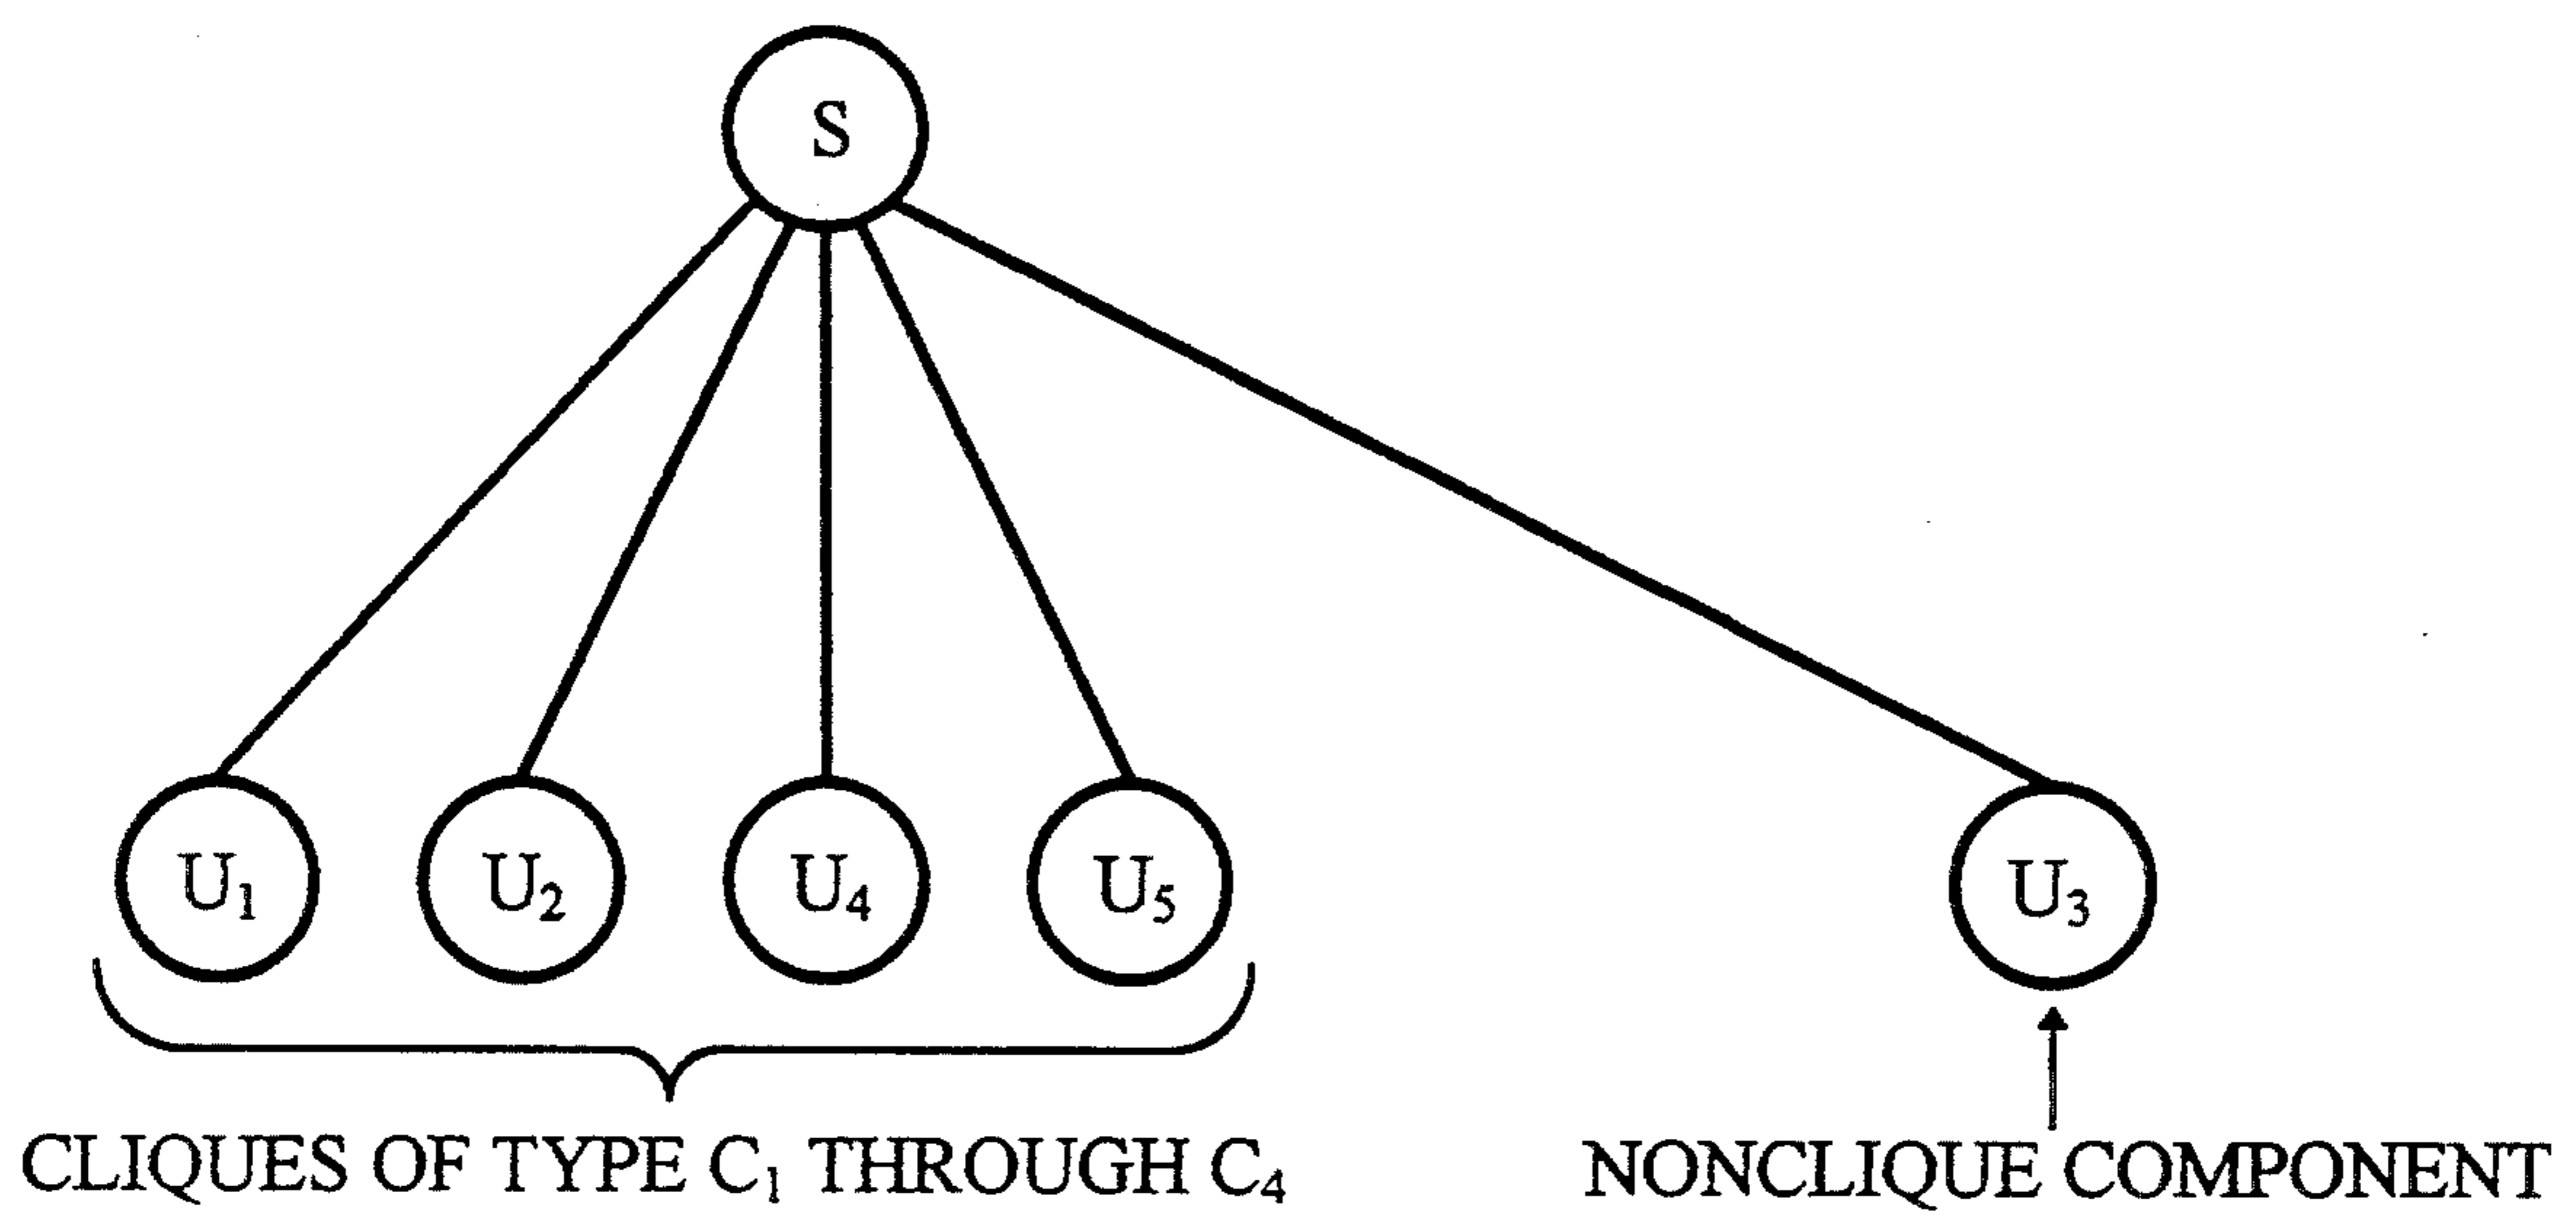 S
U₁ U₂ U₄ U₅ U₃
CLIQUES OF TYPE C₁ THROUGH C₄ NONCLIQUE COMPONENT